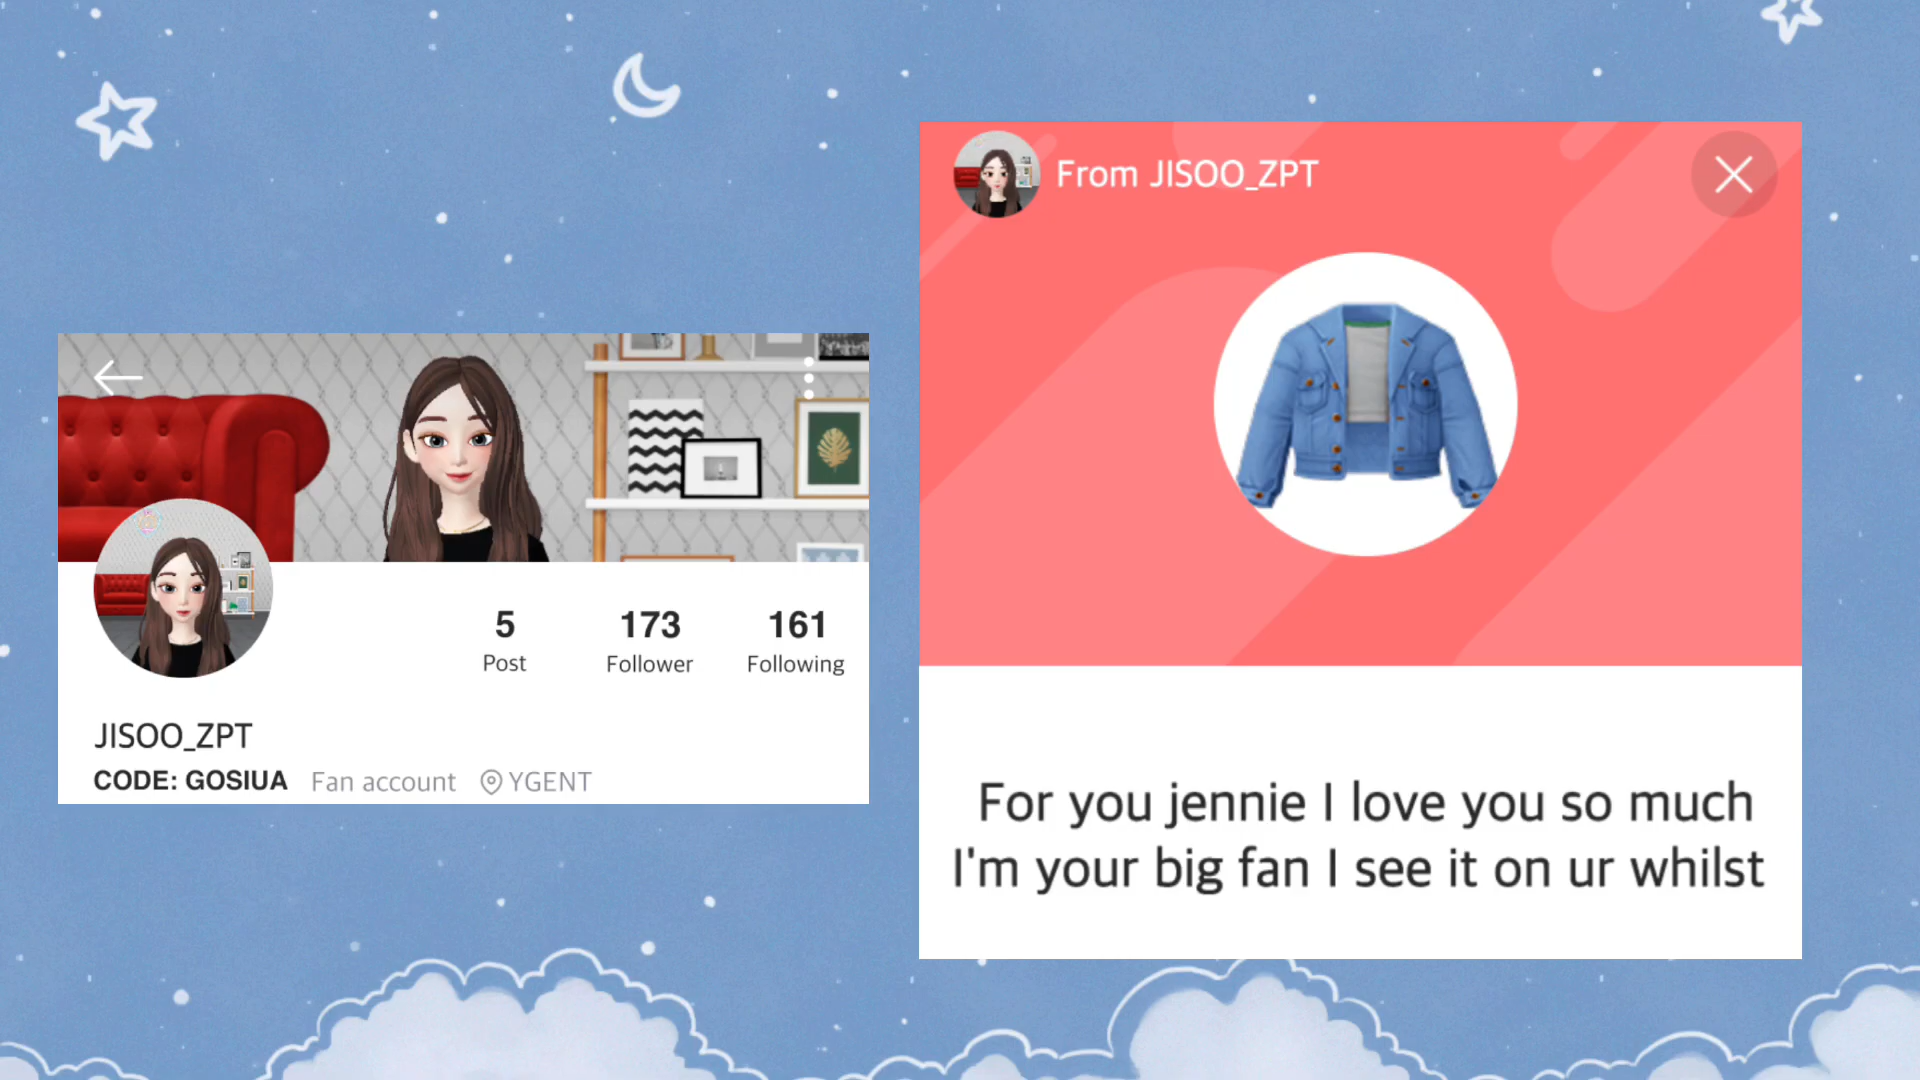 5 173 161
Post Follower Following
JISOO_ZPT
CODE: GOSIUA Fan account YGENT
From JISOO_ZPT
For you jennie I love you so much
I'm your big fan I see it on ur whilst